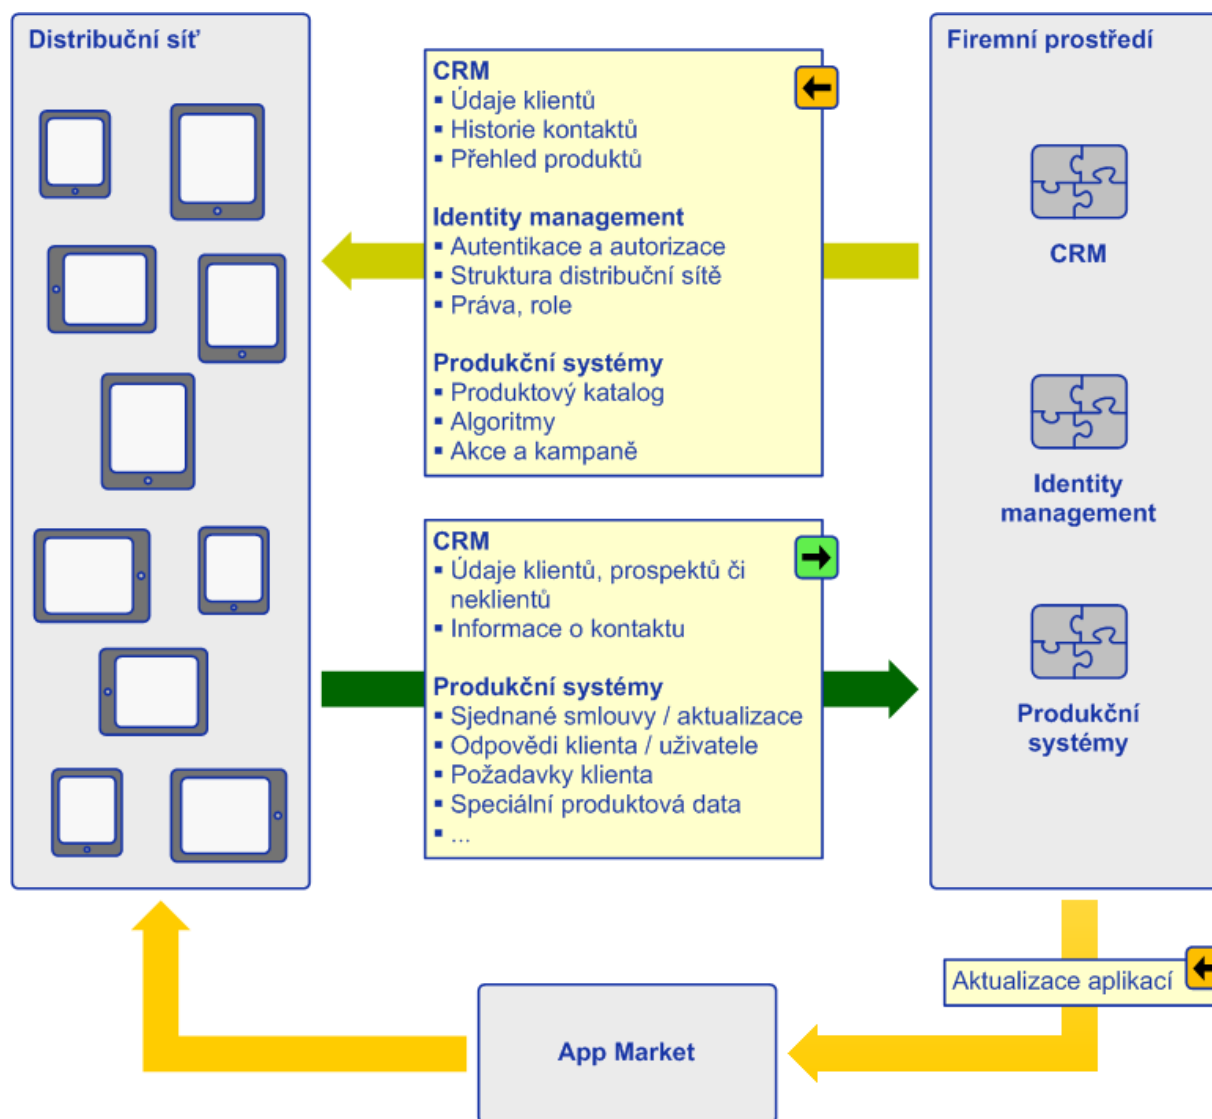 Distribuční síť
CRM
▪ Údaje klientů
▪ Historie kontaktů
▪ Přehled produktů
Identity management
▪ Autentikace a autorizace
▪ Struktura distribuční sítě
▪ Práva, role
Produkční systémy
▪ Produktový katalog
▪ Algoritmy
▪ Akce a kampaně
CRM
▪ Údaje klientů, prospektů či
neklientů
▪ Informace o kontaktu
Produkční systémy
▪ Sjednané smlouvy / aktualizace
▪ Odpovědi klienta / uživatele
▪ Požadavky klienta
▪ Speciální produktová data
▪ ...
Firemní prostředí
CRM
Identity
management
Produkční
systémy
Aktualizace aplikací
App Market